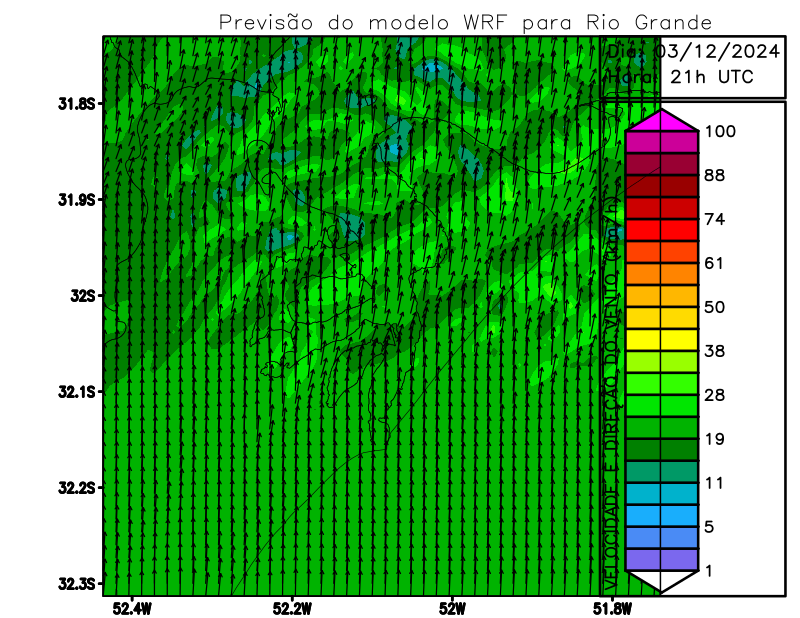 Previsão do modelo WRF para Rio Grande
Dia: 03/12/2024
Hora: 21h UTC
31.8S
31.9S
32S
32.1S
32.2S
32.3S
52.4W
52.2W
52W
51.8W
100
88
74
61
50
38
28
19
11
5
1
VELOCIDADE E DIREÇÃO DO VENTO (km/h)